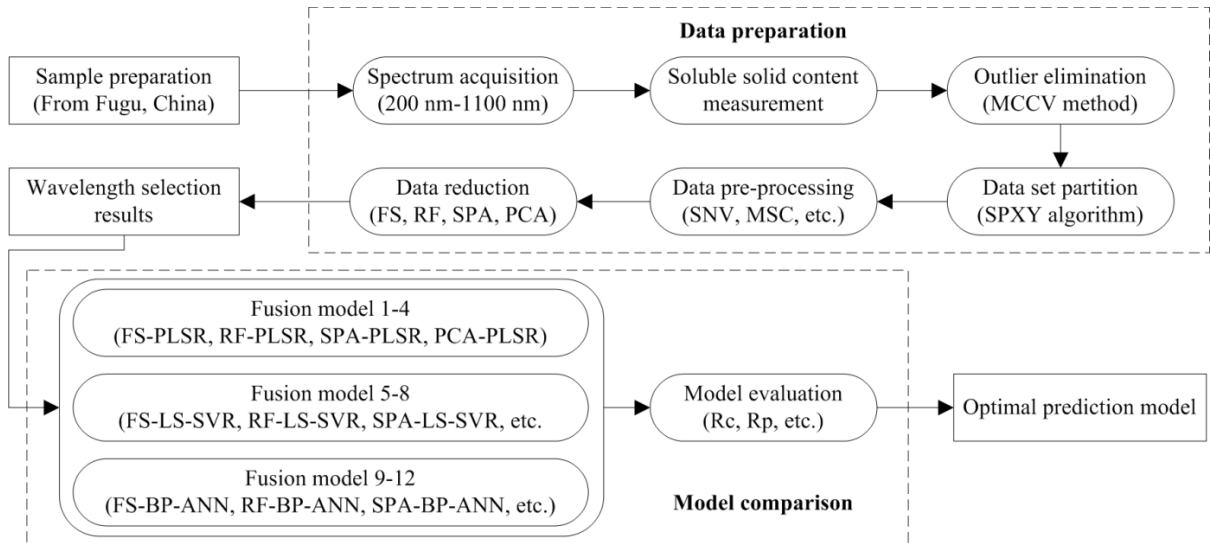 Data preparation
Sample preparation
(From Fugu, China)
Spectrum acquisition
(200 nm-1100 nm)
Soluble solid content
measurement
Outlier elimination
(MCCV method)
Data set partition
(SPXY algorithm)
Data pre-processing
(SNV, MSC, etc.)
Data reduction
(FS, RF, SPA, PCA)
Wavelength selection
results
Fusion model 1-4
(FS-PLSR, RF-PLSR, SPA-PLSR, PCA-PLSR)
Fusion model 5-8
(FS-LS-SVR, RF-LS-SVR, SPA-LS-SVR, etc.
Fusion model 9-12
(FS-BP-ANN, RF-BP-ANN, SPA-BP-ANN, etc.)
Model evaluation
(Rc, Rp, etc.)
Optimal prediction model
Model comparison